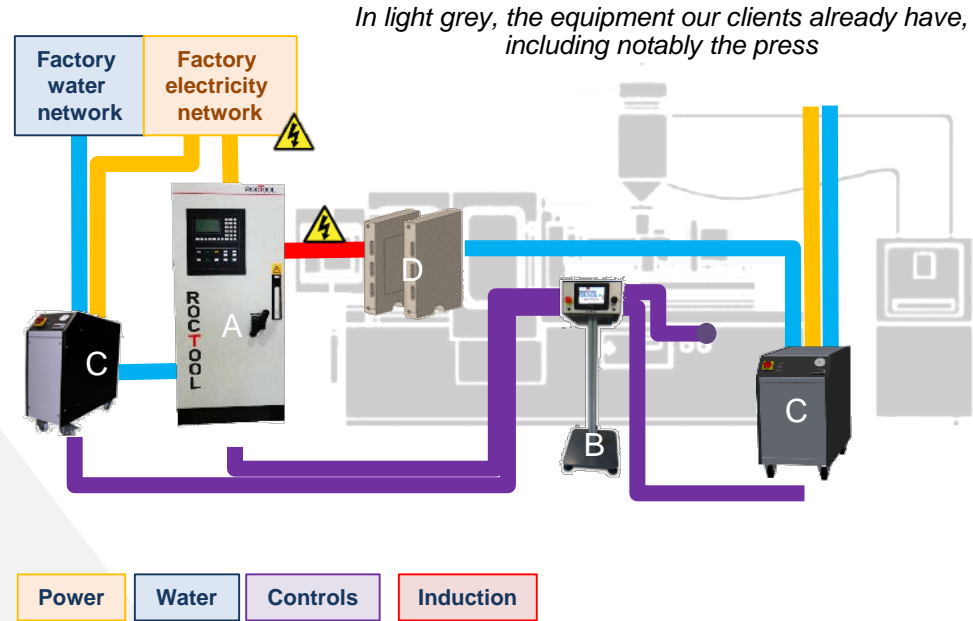 In light grey, the equipment our clients already have,
including notably the press
Factory
water
network
Factory
electricity
network
ROCTOOL
ROCTOOL
A
B
C
C
D
Power
Water
Controls
Induction